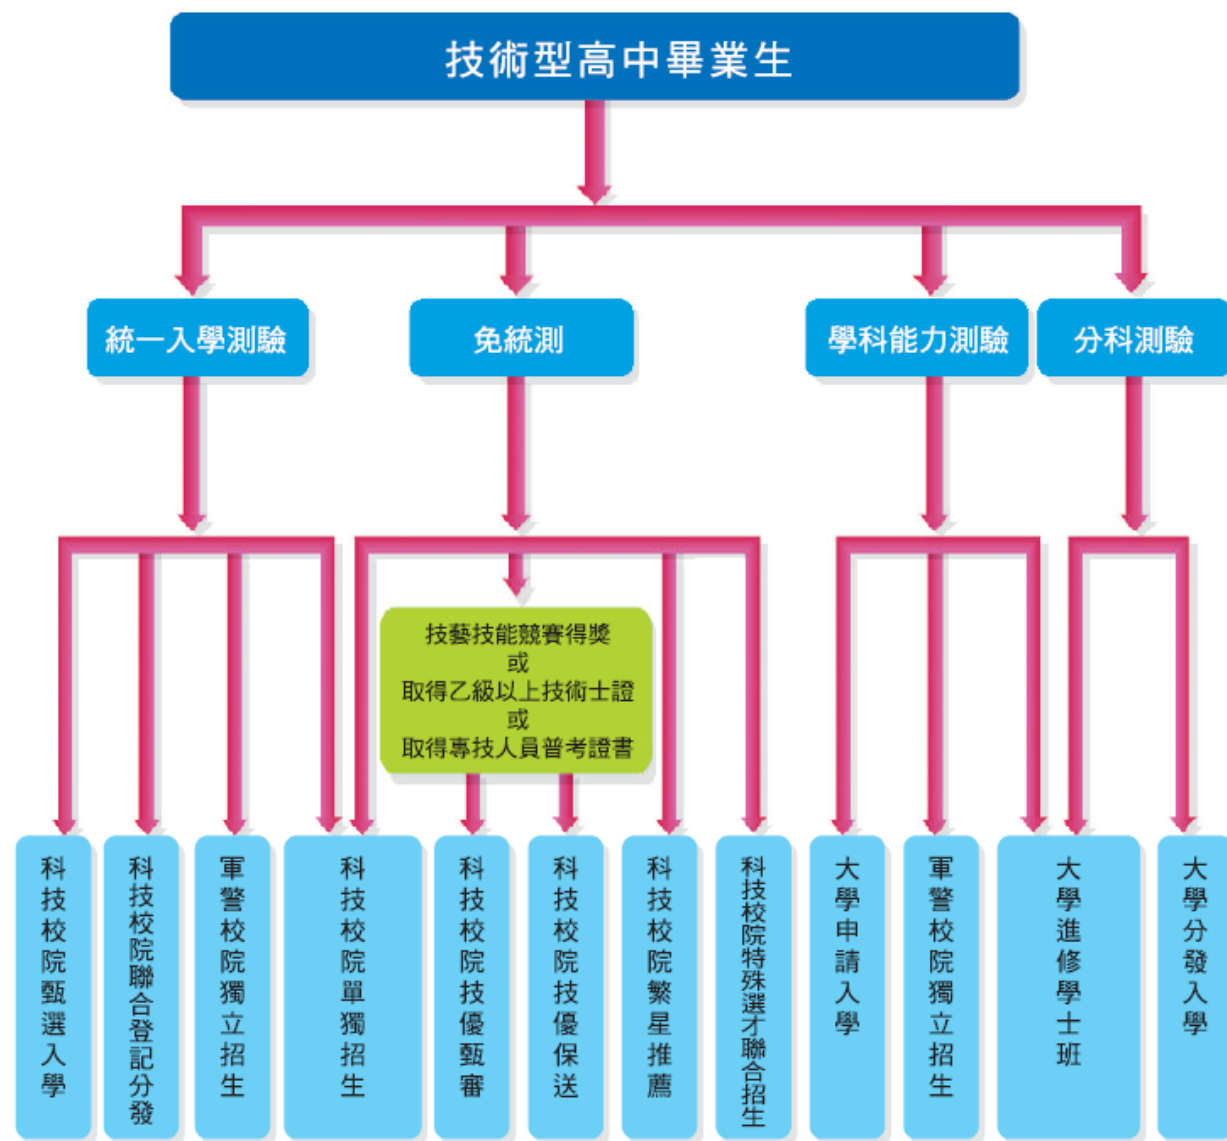 技術型高中畢業生
統一入學測驗
免統測
學科能力測驗
分科測驗
技藝技能競賽得獎
或
取得乙級以上技術士證
或
取得專技人員普考證書
科技校院甄選入學
科技校院聯合登記分發
軍警校院獨立招生
科技校院單獨招生
科技校院技優甄審
科技校院技優保送
科技校院繁星推薦
科技校院特殊選才聯合招生
大學申請入學
軍警校院獨立招生
大學進修學士班
大學分發入學